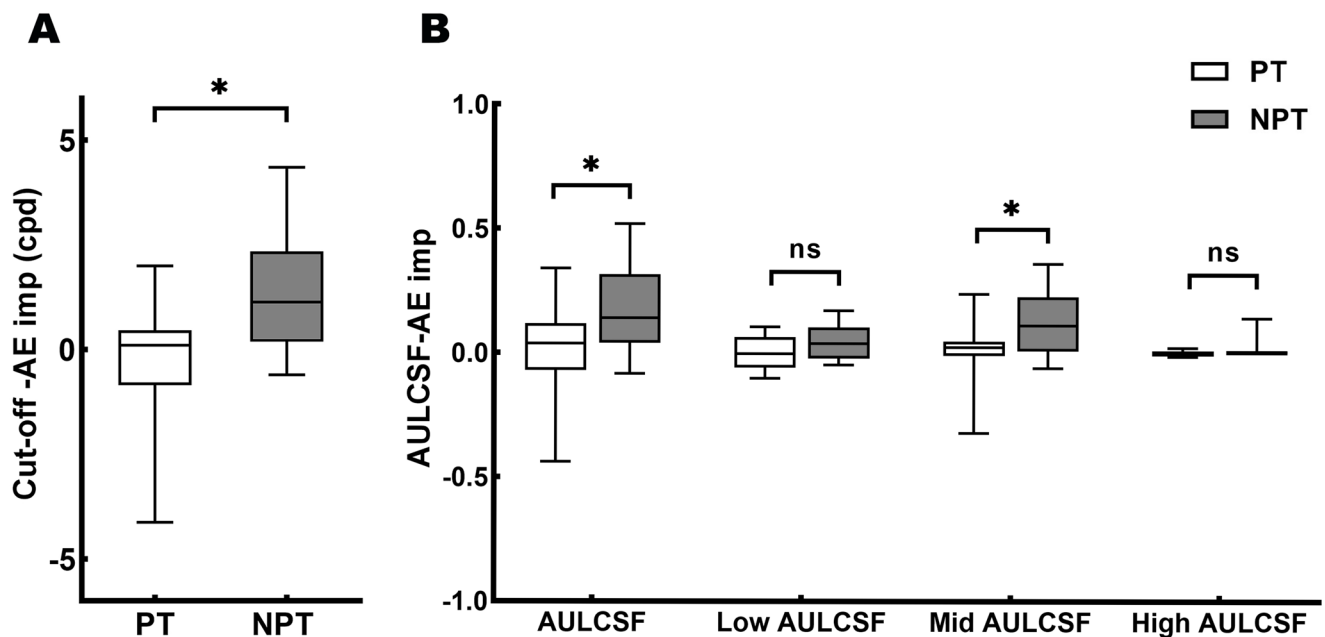 A
Cut-off -AE imp (cpd)
5
0
-5
*
PT
NPT
B
AULCSF-AE imp
1.0
0.5
0.0
-0.5
-1.0
*
ns
*
ns
PT
NPT
AULCSF
Low AULCSF
Mid AULCSF
High AULCSF